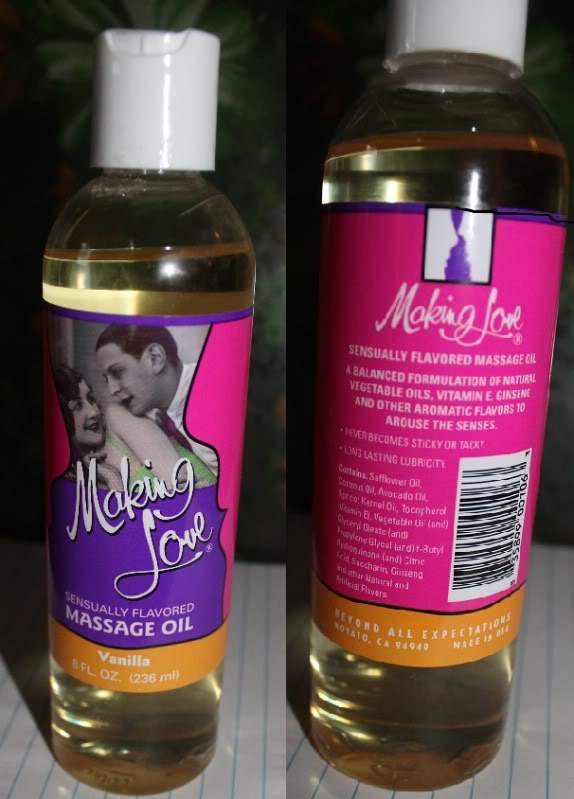 Making
Love®
SENSUALLY FLAVORED
MASSAGE OIL
Vanilla
8 FL. OZ. (236 ml)
Making Love®
SENSUALLY FLAVORED MASSAGE OIL
A BALANCED FORMULATION OF NATURAL
VEGETABLE OILS, VITAMIN E, GINSENG
AND OTHER AROMATIC FLAVORS TO
AROUSE THE SENSES.
• NEVER BECOMES STICKY OR TACKY.
• LONG LASTING LUBRICITY.
Contains: Safflower Oil,
Coconut Oil, Avocado Oil,
Apricot Kernel Oil, Tocopherol
(Vitamin E), Vegetable Oil (and)
Glyceryl Oleate (and)
Propylene Glycol (and) t-Butyl
Hydroquinone (and) Citric
Acid, Saccharin, Ginseng
and other Natural and
Artificial Flavors.
BEYOND ALL EXPECTATIONS
NOVATO, CA 94949 MADE IN USA